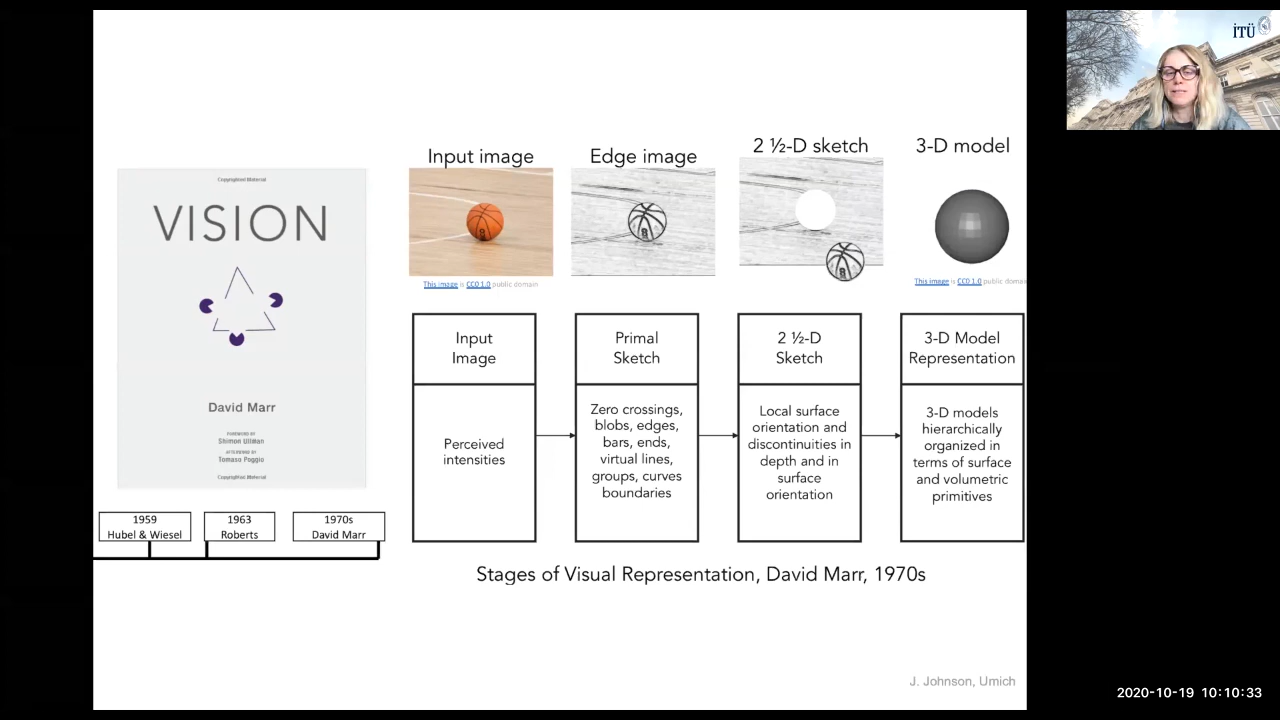 İTÜ
Input image
Edge image
2 ½-D sketch
3-D model
Copyrighted Material
VISION
David Marr
FOREWORD BY
Shimon Ullman
AFTERWORD BY
Tomaso Poggio
Copyrighted Material
This image is CC0 1.0 public domain
This image is CC0 1.0 public domai
Input
Image
Perceived
intensities
Primal
Sketch
Zero crossings,
blobs, edges,
bars, ends,
virtual lines,
groups, curves
boundaries
2 ½-D
Sketch
Local surface
orientation and
discontinuities in
depth and in
surface
orientation
3-D Model
Representation
3-D models
hierarchically
organized in
terms of surface
and volumetric
primitives
1959
Hubel & Wiesel
1963
Roberts
1970s
David Marr
Stages of Visual Representation, David Marr, 1970s
J. Johnson, Umich
2020-10-19 10:10:33